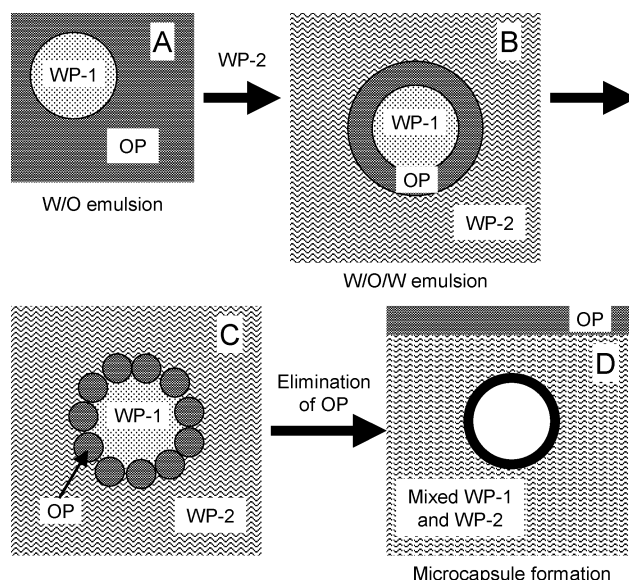 A
WP-1
OP
W/O emulsion
WP-2
B
WP-1
OP
WP-2
W/O/W emulsion
C
WP-1
OP
WP-2
Elimination
of OP
OP
D
Mixed WP-1
and WP-2
Microcapsule formation